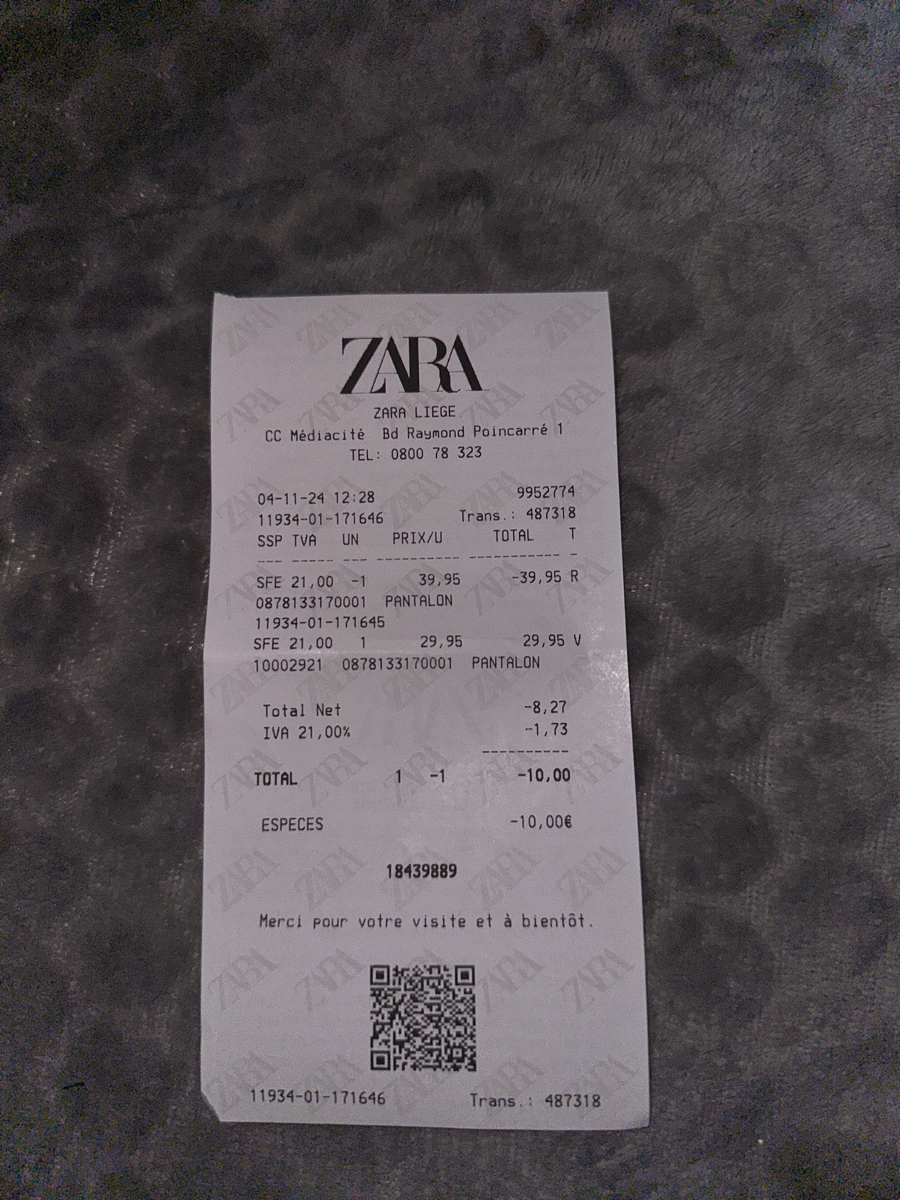 ZARA
ZARA LIEGE
CC Médiacité Bd Raymond Poincarré 1
TEL: 0800 78 323
04-11-24 12:28 9952774
11934-01-171646 Trans.: 487318
SSP TVA UN PRIX/U TOTAL T
--- ----- --- ---------- ----------- -
SFE 21,00 -1 39,95 -39,95 R
0878133170001 PANTALON
11934-01-171645
SFE 21,00 1 29,95 29,95 V
10002921 0878133170001 PANTALON
Total Net -8,27
IVA 21,00% -1,73
----------
TOTAL 1 -1 -10,00
ESPECES -10,00€
18439889
Merci pour votre visite et à bientôt.
11934-01-171646 Trans.: 487318